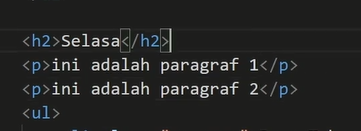 <h2>Selasa</h2>
<p>ini adalah paragraf 1</p>
<p>ini adalah paragraf 2</p>
<ul>